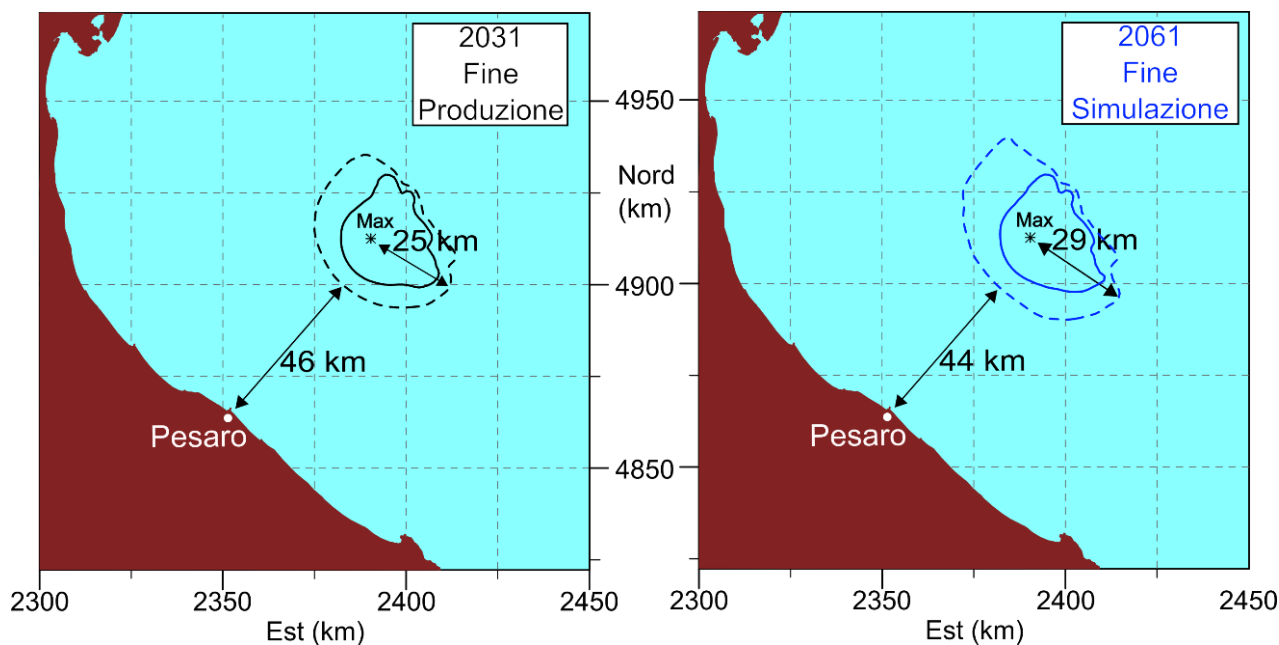 2031
Fine
Produzione
Max
25 km
46 km
Pesaro
2300
2350
2400
2450
Est (km)
4950
Nord
(km)
4900
4850
2061
Fine
Simulazione
Max
29 km
44 km
Pesaro
2300
2350
2400
2450
Est (km)